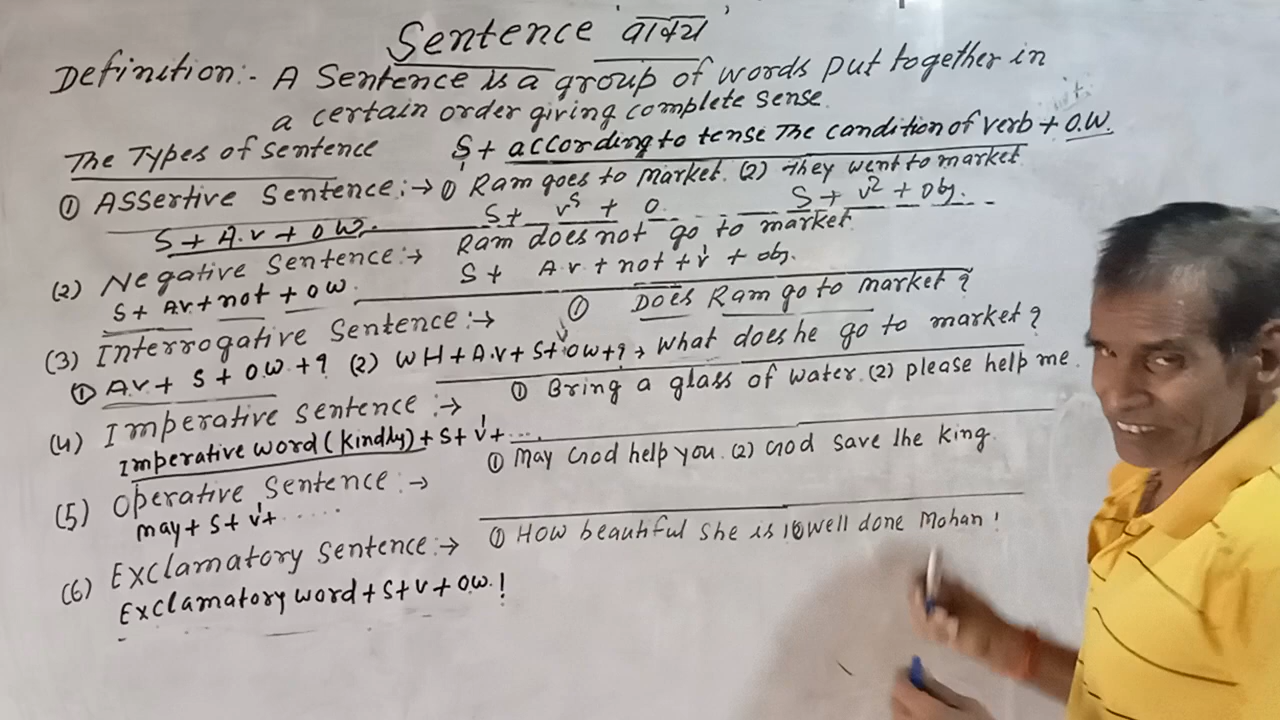 Sentence 'वाक्य'
Definition:- A Sentence is a group of words put together in
a certain order giving complete sense.
The Types of sentence S + according to tense The condition of verb + O.W.
① Assertive Sentence:→ ① Ram goes to market. (2) They went to market
S + A.V + O W. S + V⁵ + O. S + V² + Obj.
(2) Negative Sentence:→ Ram does not go to market.
S + A.V + not + O W. S + A.V + not + V¹ + obj.
(3) Interrogative Sentence:→ ① Does Ram go to market?
① A.V + S + O.W + ? (2) WH + A.V + S + O W + ? → What does he go to market?
(4) Imperative sentence:→ ① Bring a glass of water. (2) please help me.
Imperative word (kindly) + S + V¹ + ....
(5) Operative Sentence:→ ① May God help you. (2) God save the king.
may + S + V¹ + .....
(6) Exclamatory Sentence:→ ① How beautiful she is ! ② well done Mohan !
Exclamatory word + S + V + O.W. !